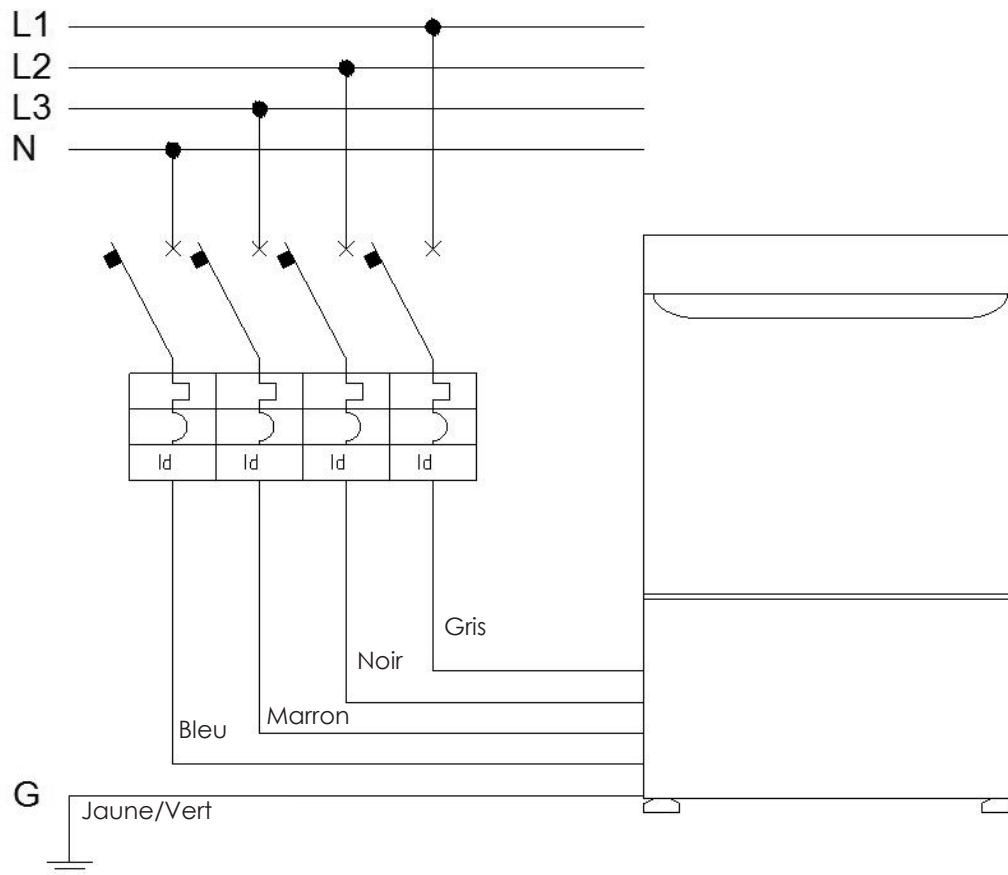 L1
L2
L3
N
Id Id Id Id
Gris
Noir
Marron
Bleu
G
Jaune/Vert